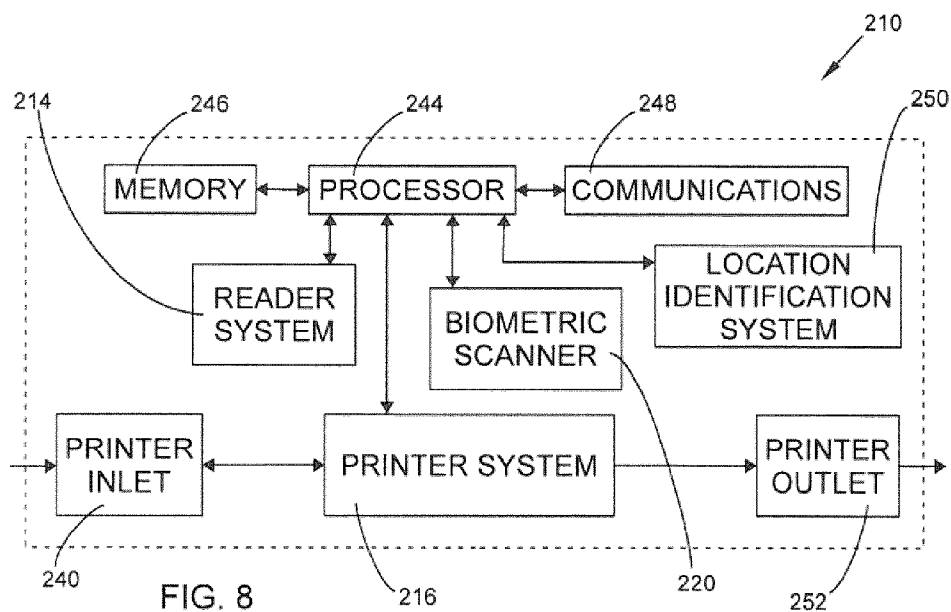 210
214
246
244
248
250
MEMORY
PROCESSOR
COMMUNICATIONS
READER
SYSTEM
BIOMETRIC
SCANNER
LOCATION
IDENTIFICATION
SYSTEM
PRINTER
INLET
PRINTER SYSTEM
PRINTER
OUTLET
240
216
220
252
FIG. 8